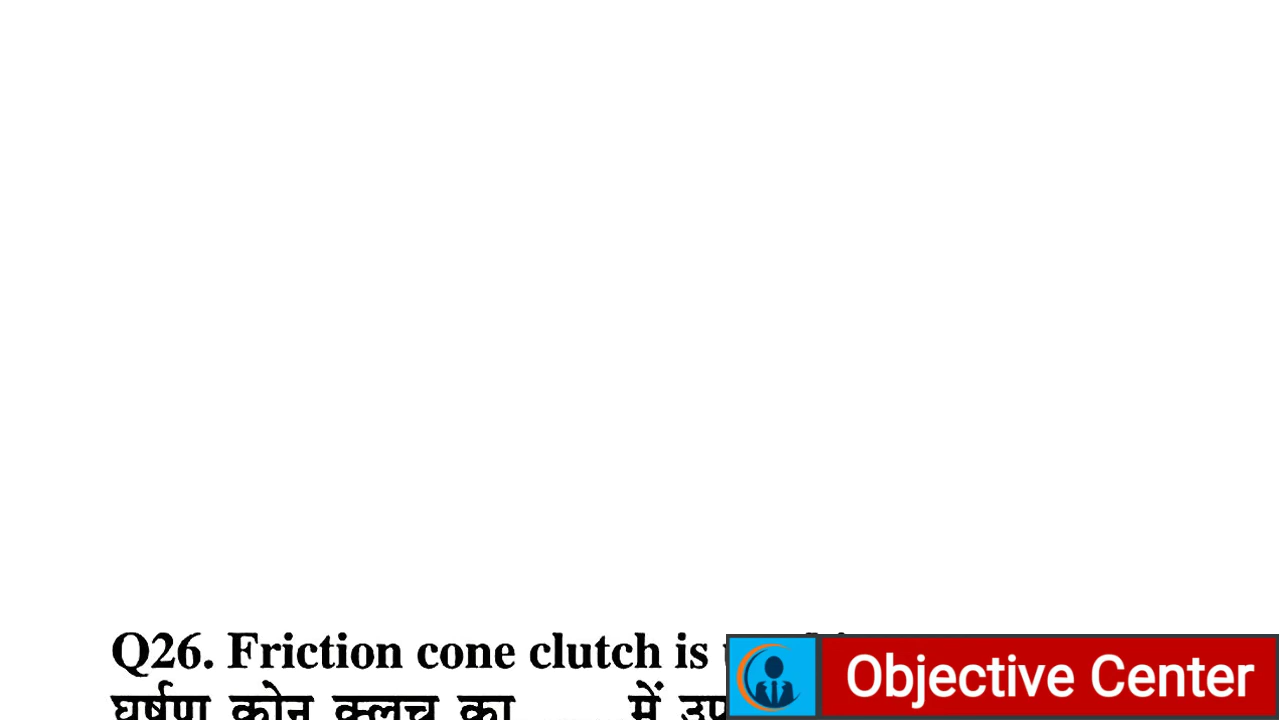 Q26. Friction cone clutch is
घर्षण कोन क्लच का ......में
Objective Center